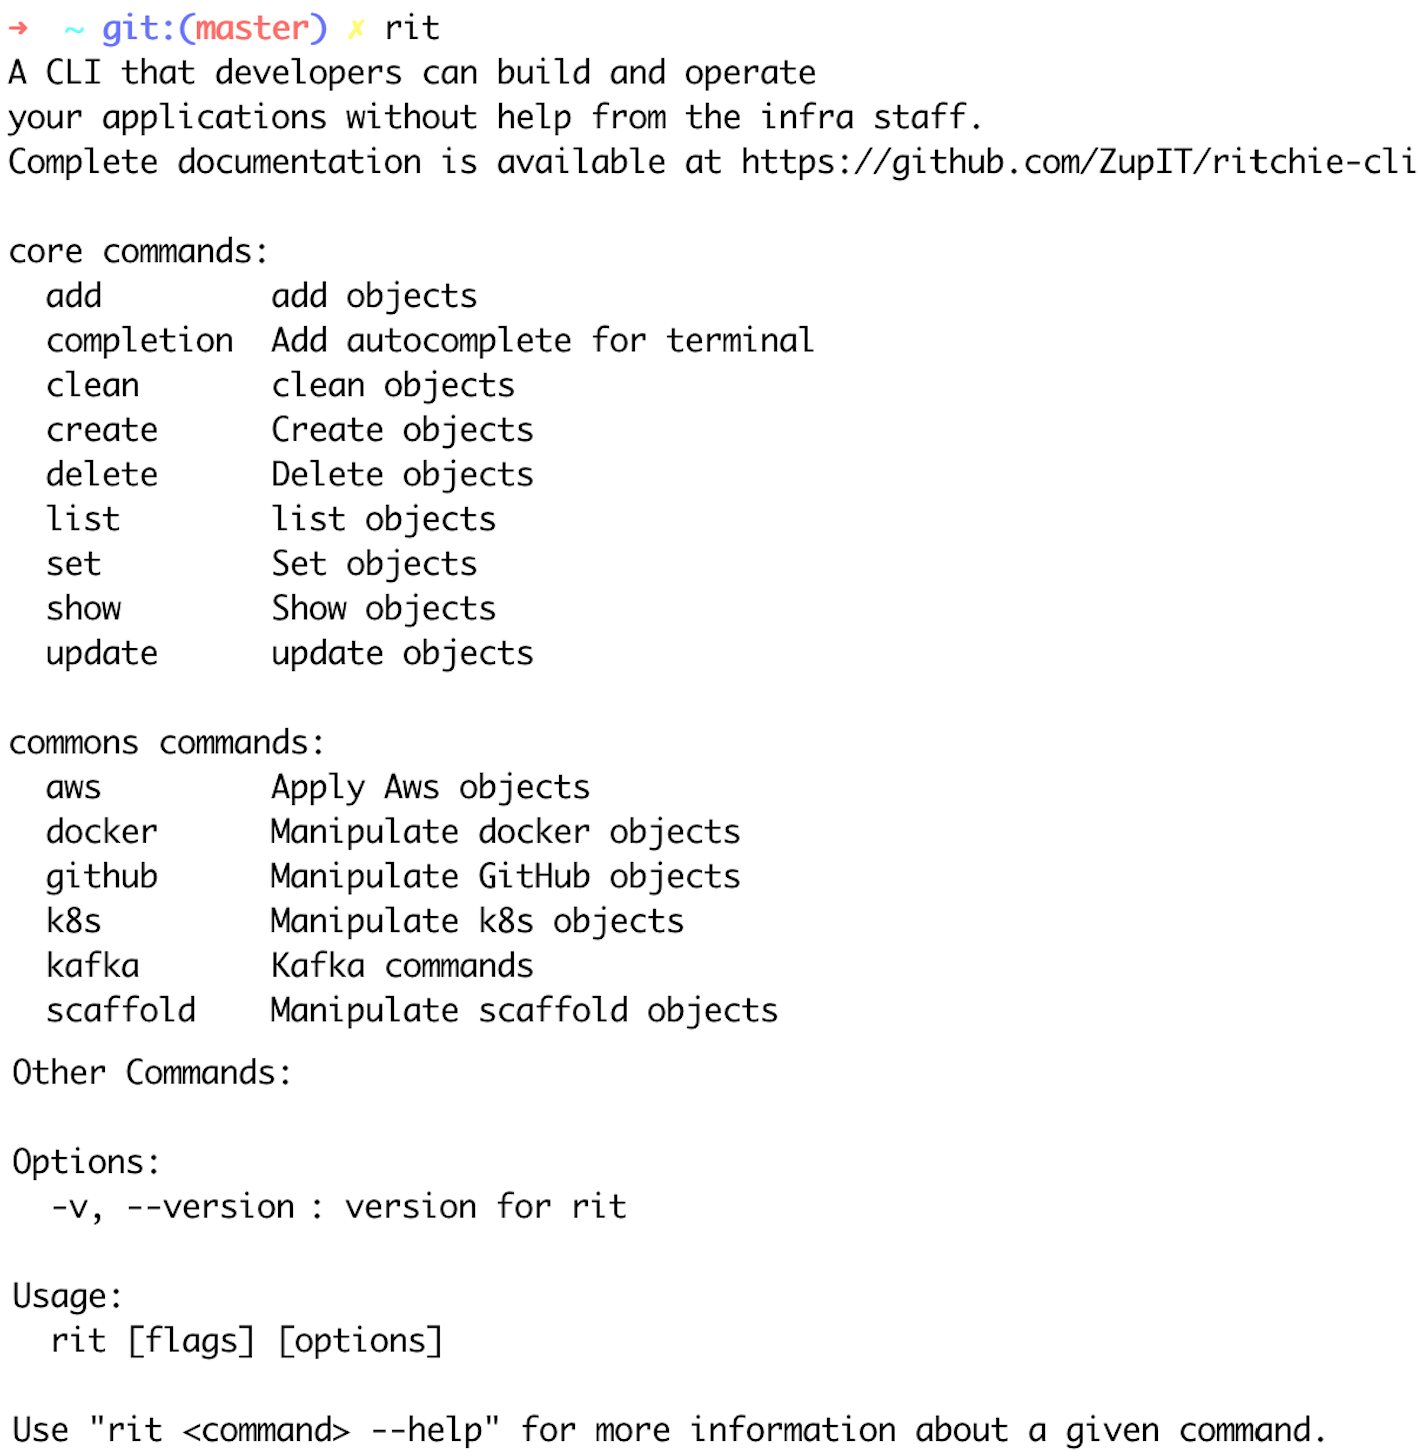 ➜  ~ git:(master) ✗ rit
A CLI that developers can build and operate
your applications without help from the infra staff.
Complete documentation is available at https://github.com/ZupIT/ritchie-cli

core commands:
  add         add objects
  completion  Add autocomplete for terminal
  clean       clean objects
  create      Create objects
  delete      Delete objects
  list        list objects
  set         Set objects
  show        Show objects
  update      update objects

commons commands:
  aws         Apply Aws objects
  docker      Manipulate docker objects
  github      Manipulate GitHub objects
  k8s         Manipulate k8s objects
  kafka       Kafka commands
  scaffold    Manipulate scaffold objects
Other Commands:

Options:
  -v, --version : version for rit

Usage:
  rit [flags] [options]

Use "rit <command> --help" for more information about a given command.